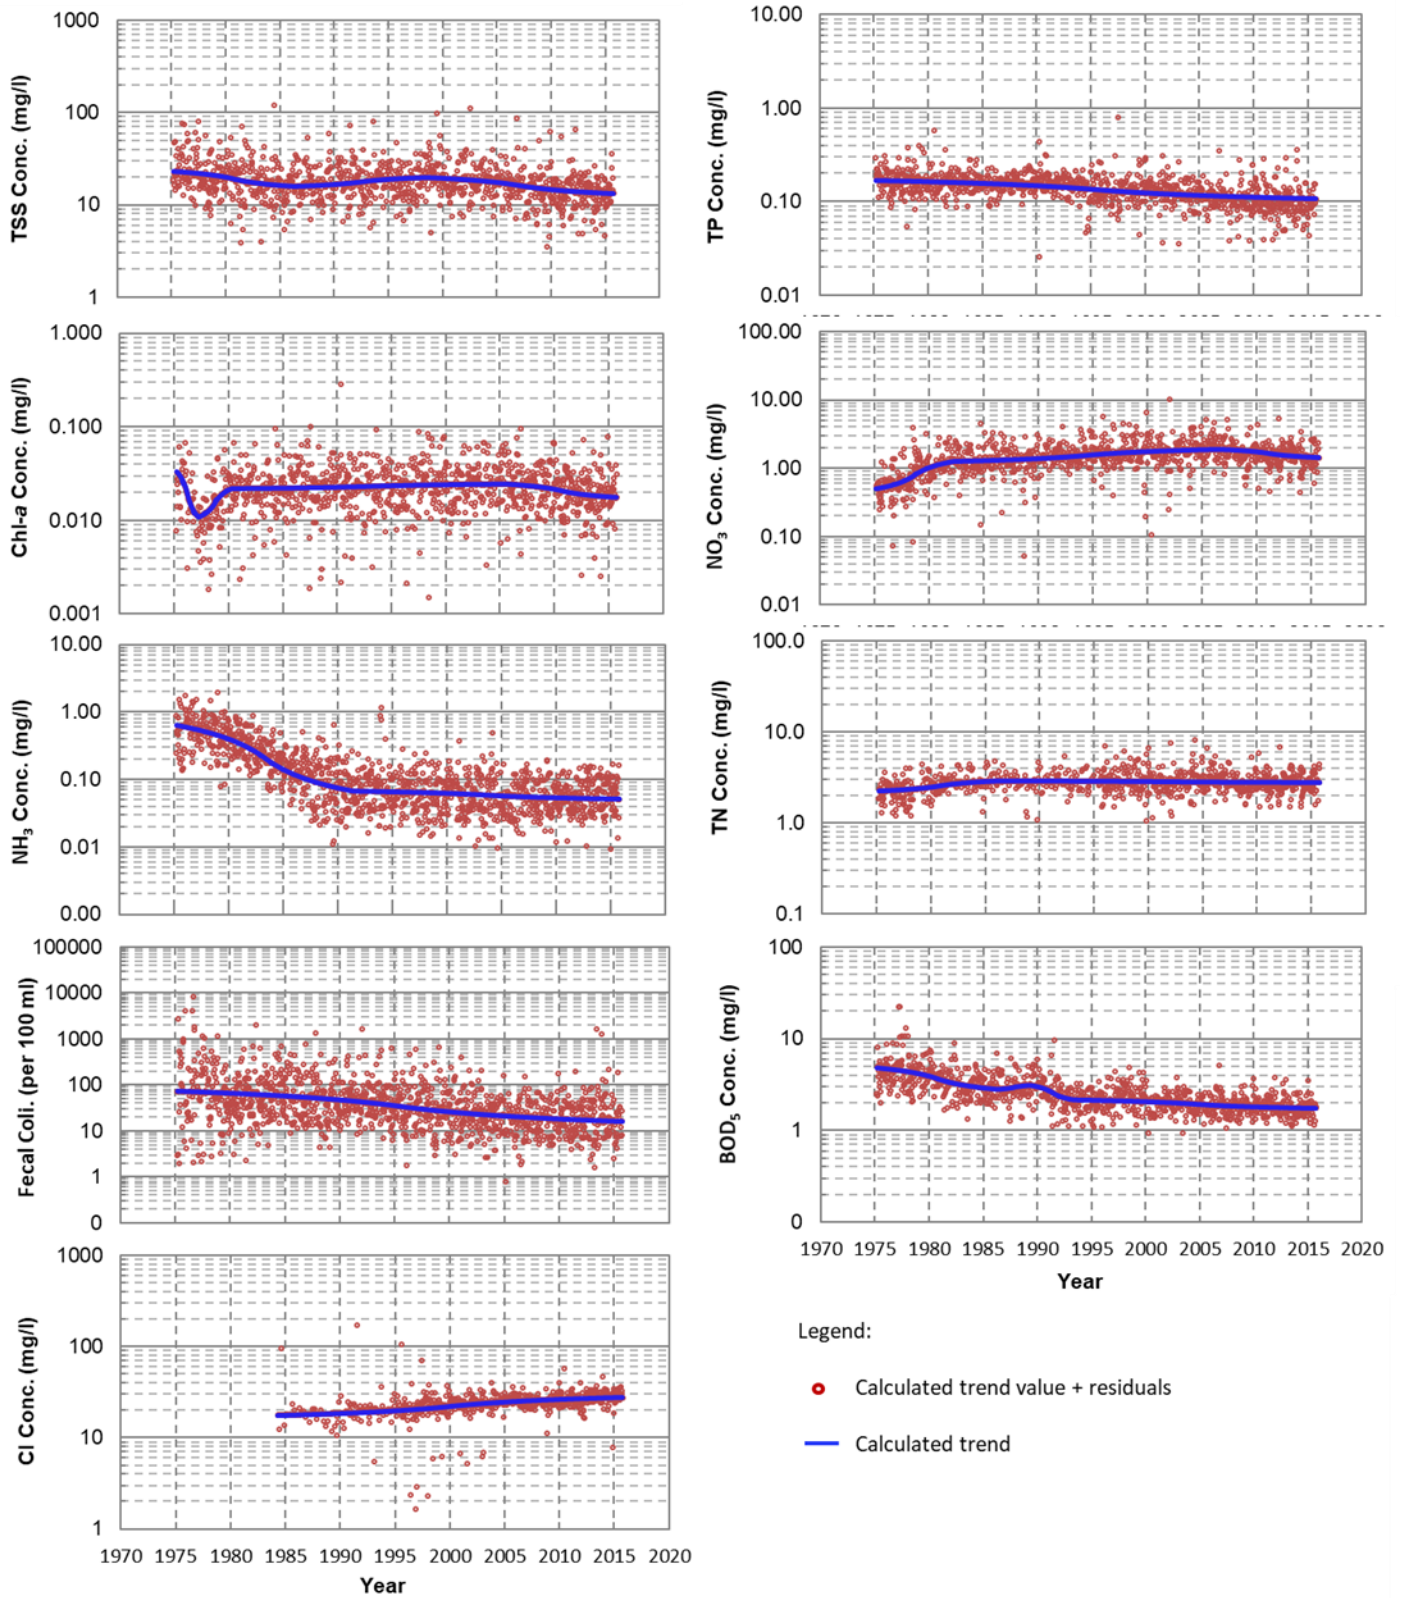 1000
100
10
1
TSS Conc. (mg/l)
10.00
1.00
0.10
0.01
TP Conc. (mg/l)
1.000
0.100
0.010
0.001
Chl-a Conc. (mg/l)
100.00
10.00
1.00
0.10
0.01
NO3 Conc. (mg/l)
10.00
1.00
0.10
0.01
0.00
NH3 Conc. (mg/l)
100.0
10.0
1.0
0.1
TN Conc. (mg/l)
100000
10000
1000
100
10
1
0
Fecal Coli. (per 100 ml)
100
10
1
0
BOD5 Conc. (mg/l)
1970 1975 1980 1985 1990 1995 2000 2005 2010 2015 2020
Year
1000
100
10
1
Cl Conc. (mg/l)
1970 1975 1980 1985 1990 1995 2000 2005 2010 2015 2020
Year
Legend:
Calculated trend value + residuals
Calculated trend